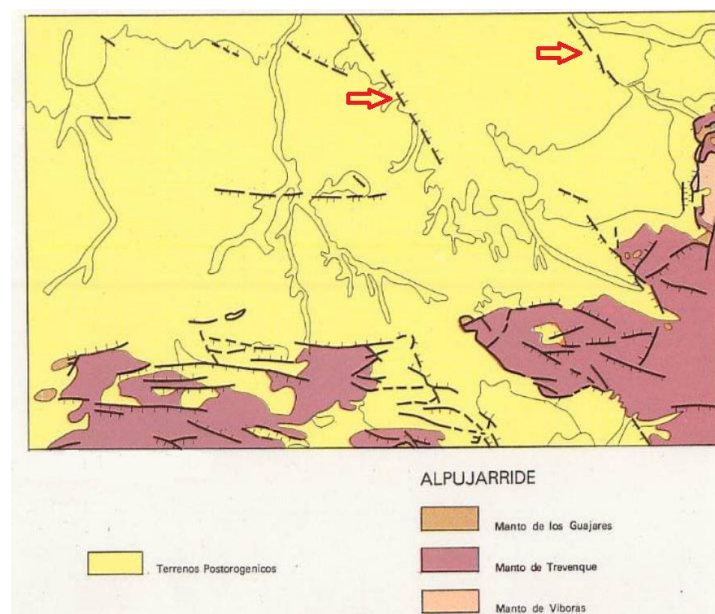 ALPUJARRIDE
Manto de los Guajares
Terrenos Postorogenicos
Manto de Trevenque
Manto de Viboras